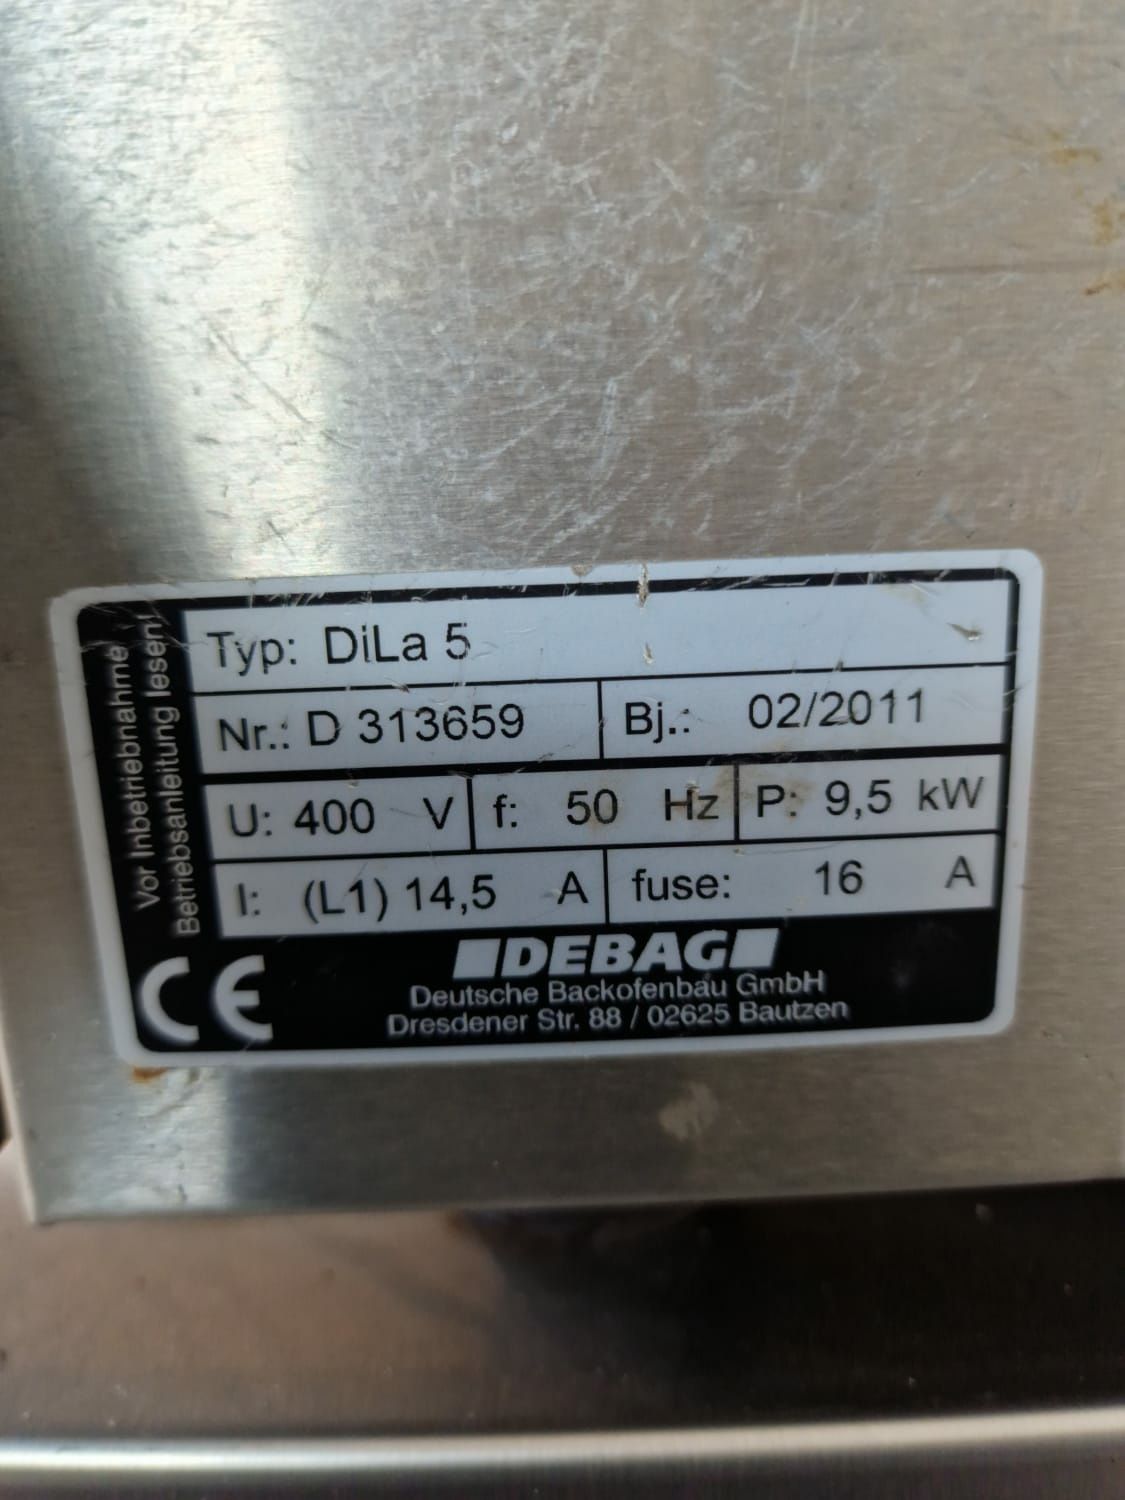 Vor Inbetriebnahme
Betriebsanleitung lesen!
Typ: DiLa 5
Nr.: D 313659 Bj.: 02/2011
U: 400 V f: 50 Hz P: 9,5 kW
I: (L1) 14,5 A fuse: 16 A
CE
DEBAG
Deutsche Backofenbau GmbH
Dresdener Str. 88 / 02625 Bautzen